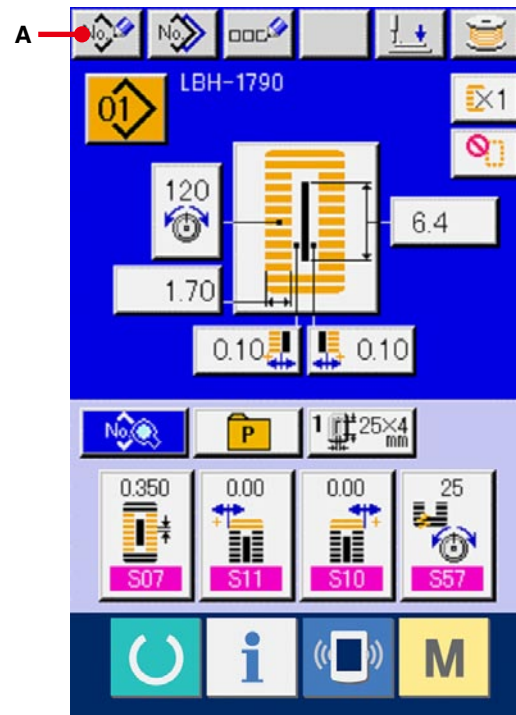 A
No. No.
LBH-1790
01
×1
120
6.4
1.70
0.10 0.10
No. P 1 25×4
mm
0.350 0.00 0.00 25
S07 S11 S10 S57
i M